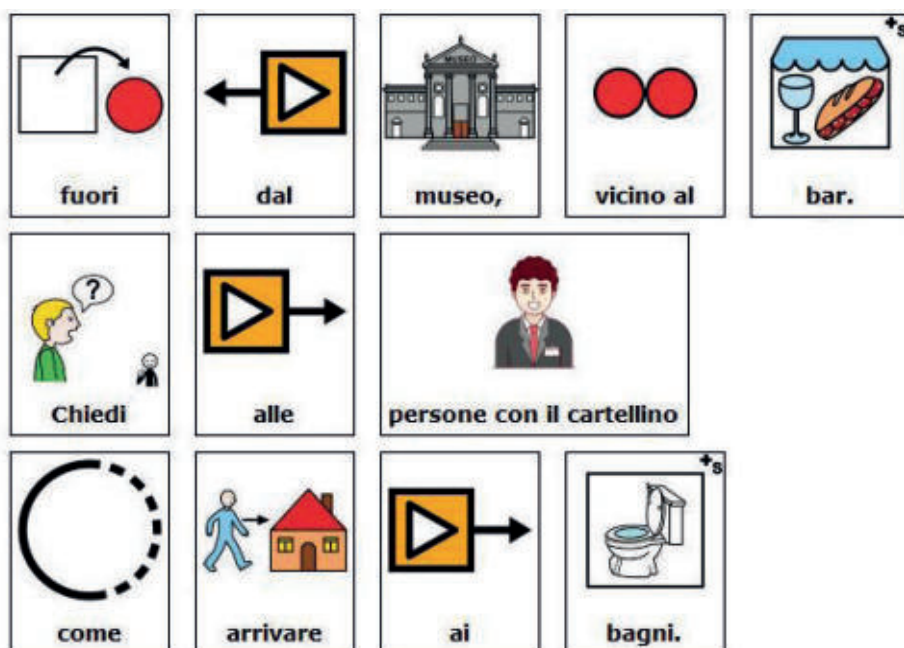 +s
fuori dal museo, vicino al bar.
?
Chiedi alle persone con il cartellino
+s
come arrivare ai bagni.